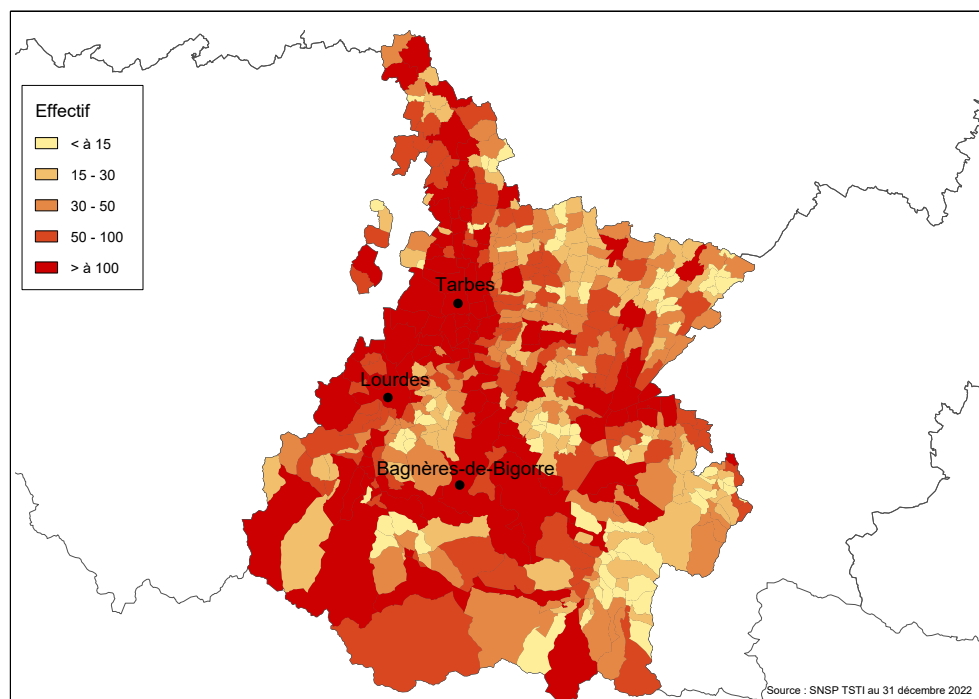 Effectif
< à 15
15 - 30
30 - 50
50 - 100
> à 100
Tarbes
Lourdes
Bagnères-de-Bigorre
Source : SNSP TSTI au 31 décembre 2022